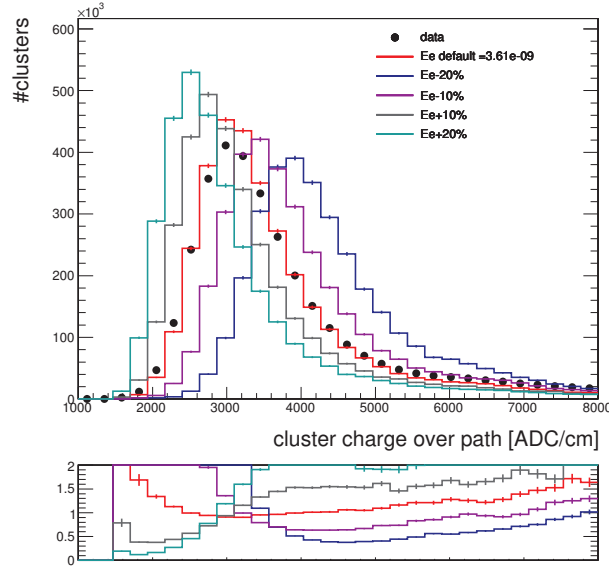 ×10³
600
500
400
300
200
100
0
#clusters
data
Ee default =3.61e-09
Ee-20%
Ee-10%
Ee+10%
Ee+20%
1000 2000 3000 4000 5000 6000 7000 8000
cluster charge over path [ADC/cm]
2
1.5
1
0.5
0